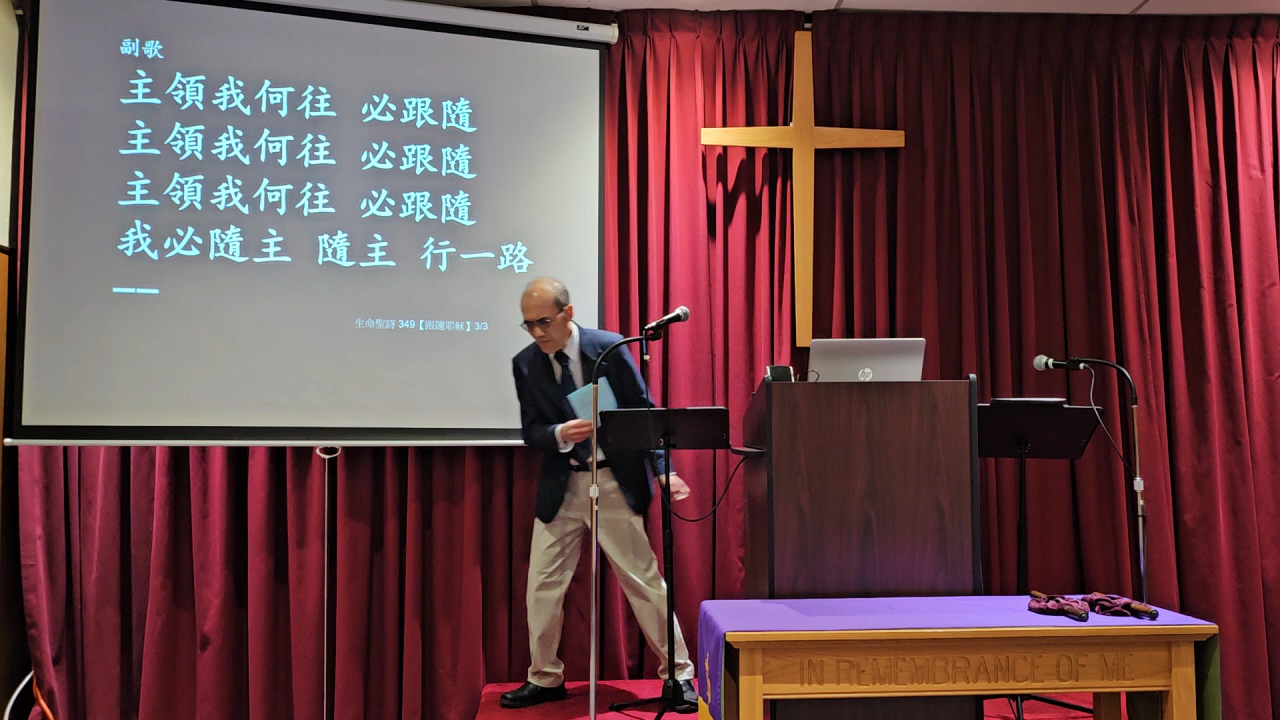 副歌
主領我何往 必跟隨
主領我何往 必跟隨
主領我何往 必跟隨
我必隨主 隨主 行一路
生命聖詩 349【跟隨耶穌】3/3
hp
IN REMEMBRANCE OF ME